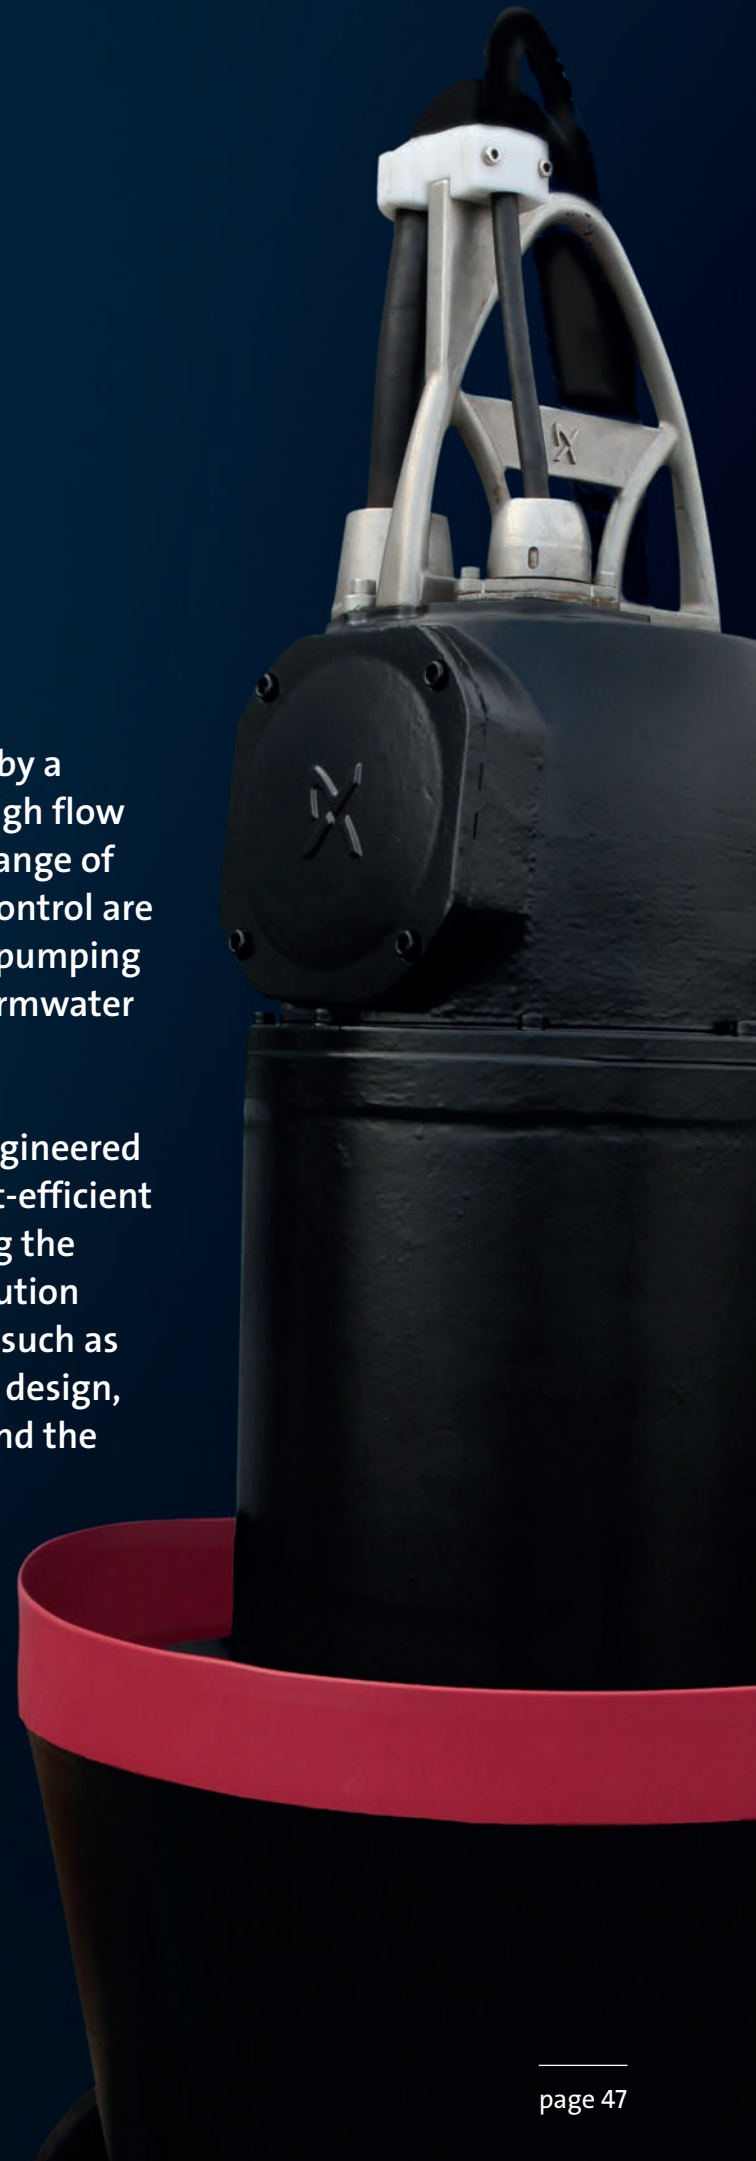 by a
gh flow
ange of
ontrol are
pumping
rmwater
gineered
t-efficient
g the
ution
such as
design,
nd the
page 47